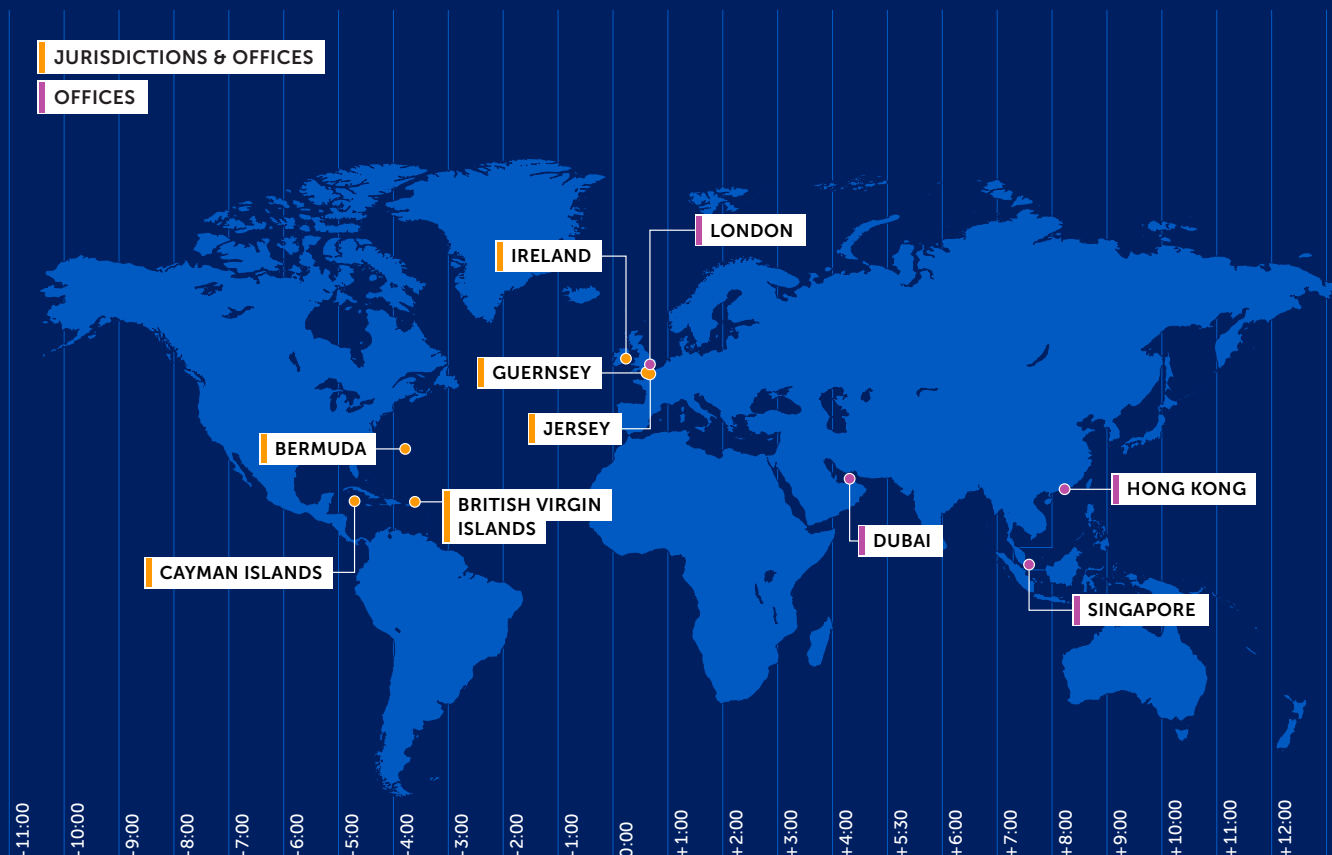 JURISDICTIONS & OFFICES
OFFICES
LONDON
IRELAND
GUERNSEY
JERSEY
BERMUDA
HONG KONG
BRITISH VIRGIN
ISLANDS
DUBAI
CAYMAN ISLANDS
SINGAPORE
-11:00
-10:00
-9:00
-8:00
-7:00
-6:00
-5:00
-4:00
-3:00
-2:00
-1:00
0:00
+1:00
+2:00
+3:00
+4:00
+5:30
+6:00
+7:00
+8:00
+9:00
+10:00
+11:00
+12:00